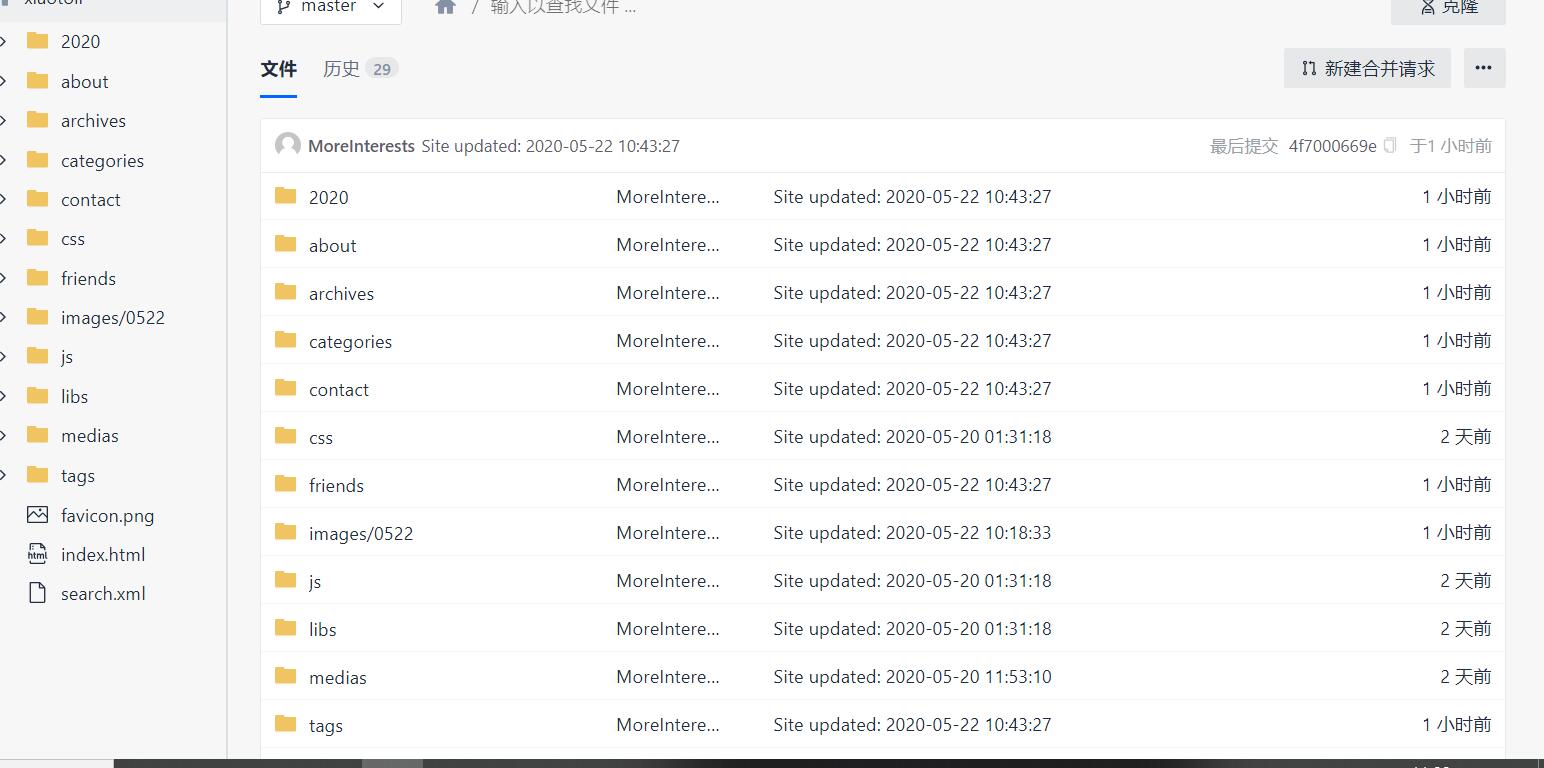 master
/ 输入以查找文件 ...
克隆
2020
about
archives
categories
contact
css
friends
images/0522
js
libs
medias
tags
favicon.png
index.html
search.xml
文件 历史 29
新建合并请求 ···
MoreInterests Site updated: 2020-05-22 10:43:27 最后提交 4f7000669e 于1 小时前
2020 MoreIntere... Site updated: 2020-05-22 10:43:27 1 小时前
about MoreIntere... Site updated: 2020-05-22 10:43:27 1 小时前
archives MoreIntere... Site updated: 2020-05-22 10:43:27 1 小时前
categories MoreIntere... Site updated: 2020-05-22 10:43:27 1 小时前
contact MoreIntere... Site updated: 2020-05-22 10:43:27 1 小时前
css MoreIntere... Site updated: 2020-05-20 01:31:18 2 天前
friends MoreIntere... Site updated: 2020-05-22 10:43:27 1 小时前
images/0522 MoreIntere... Site updated: 2020-05-22 10:18:33 1 小时前
js MoreIntere... Site updated: 2020-05-20 01:31:18 2 天前
libs MoreIntere... Site updated: 2020-05-20 01:31:18 2 天前
medias MoreIntere... Site updated: 2020-05-20 11:53:10 2 天前
tags MoreIntere... Site updated: 2020-05-22 10:43:27 1 小时前